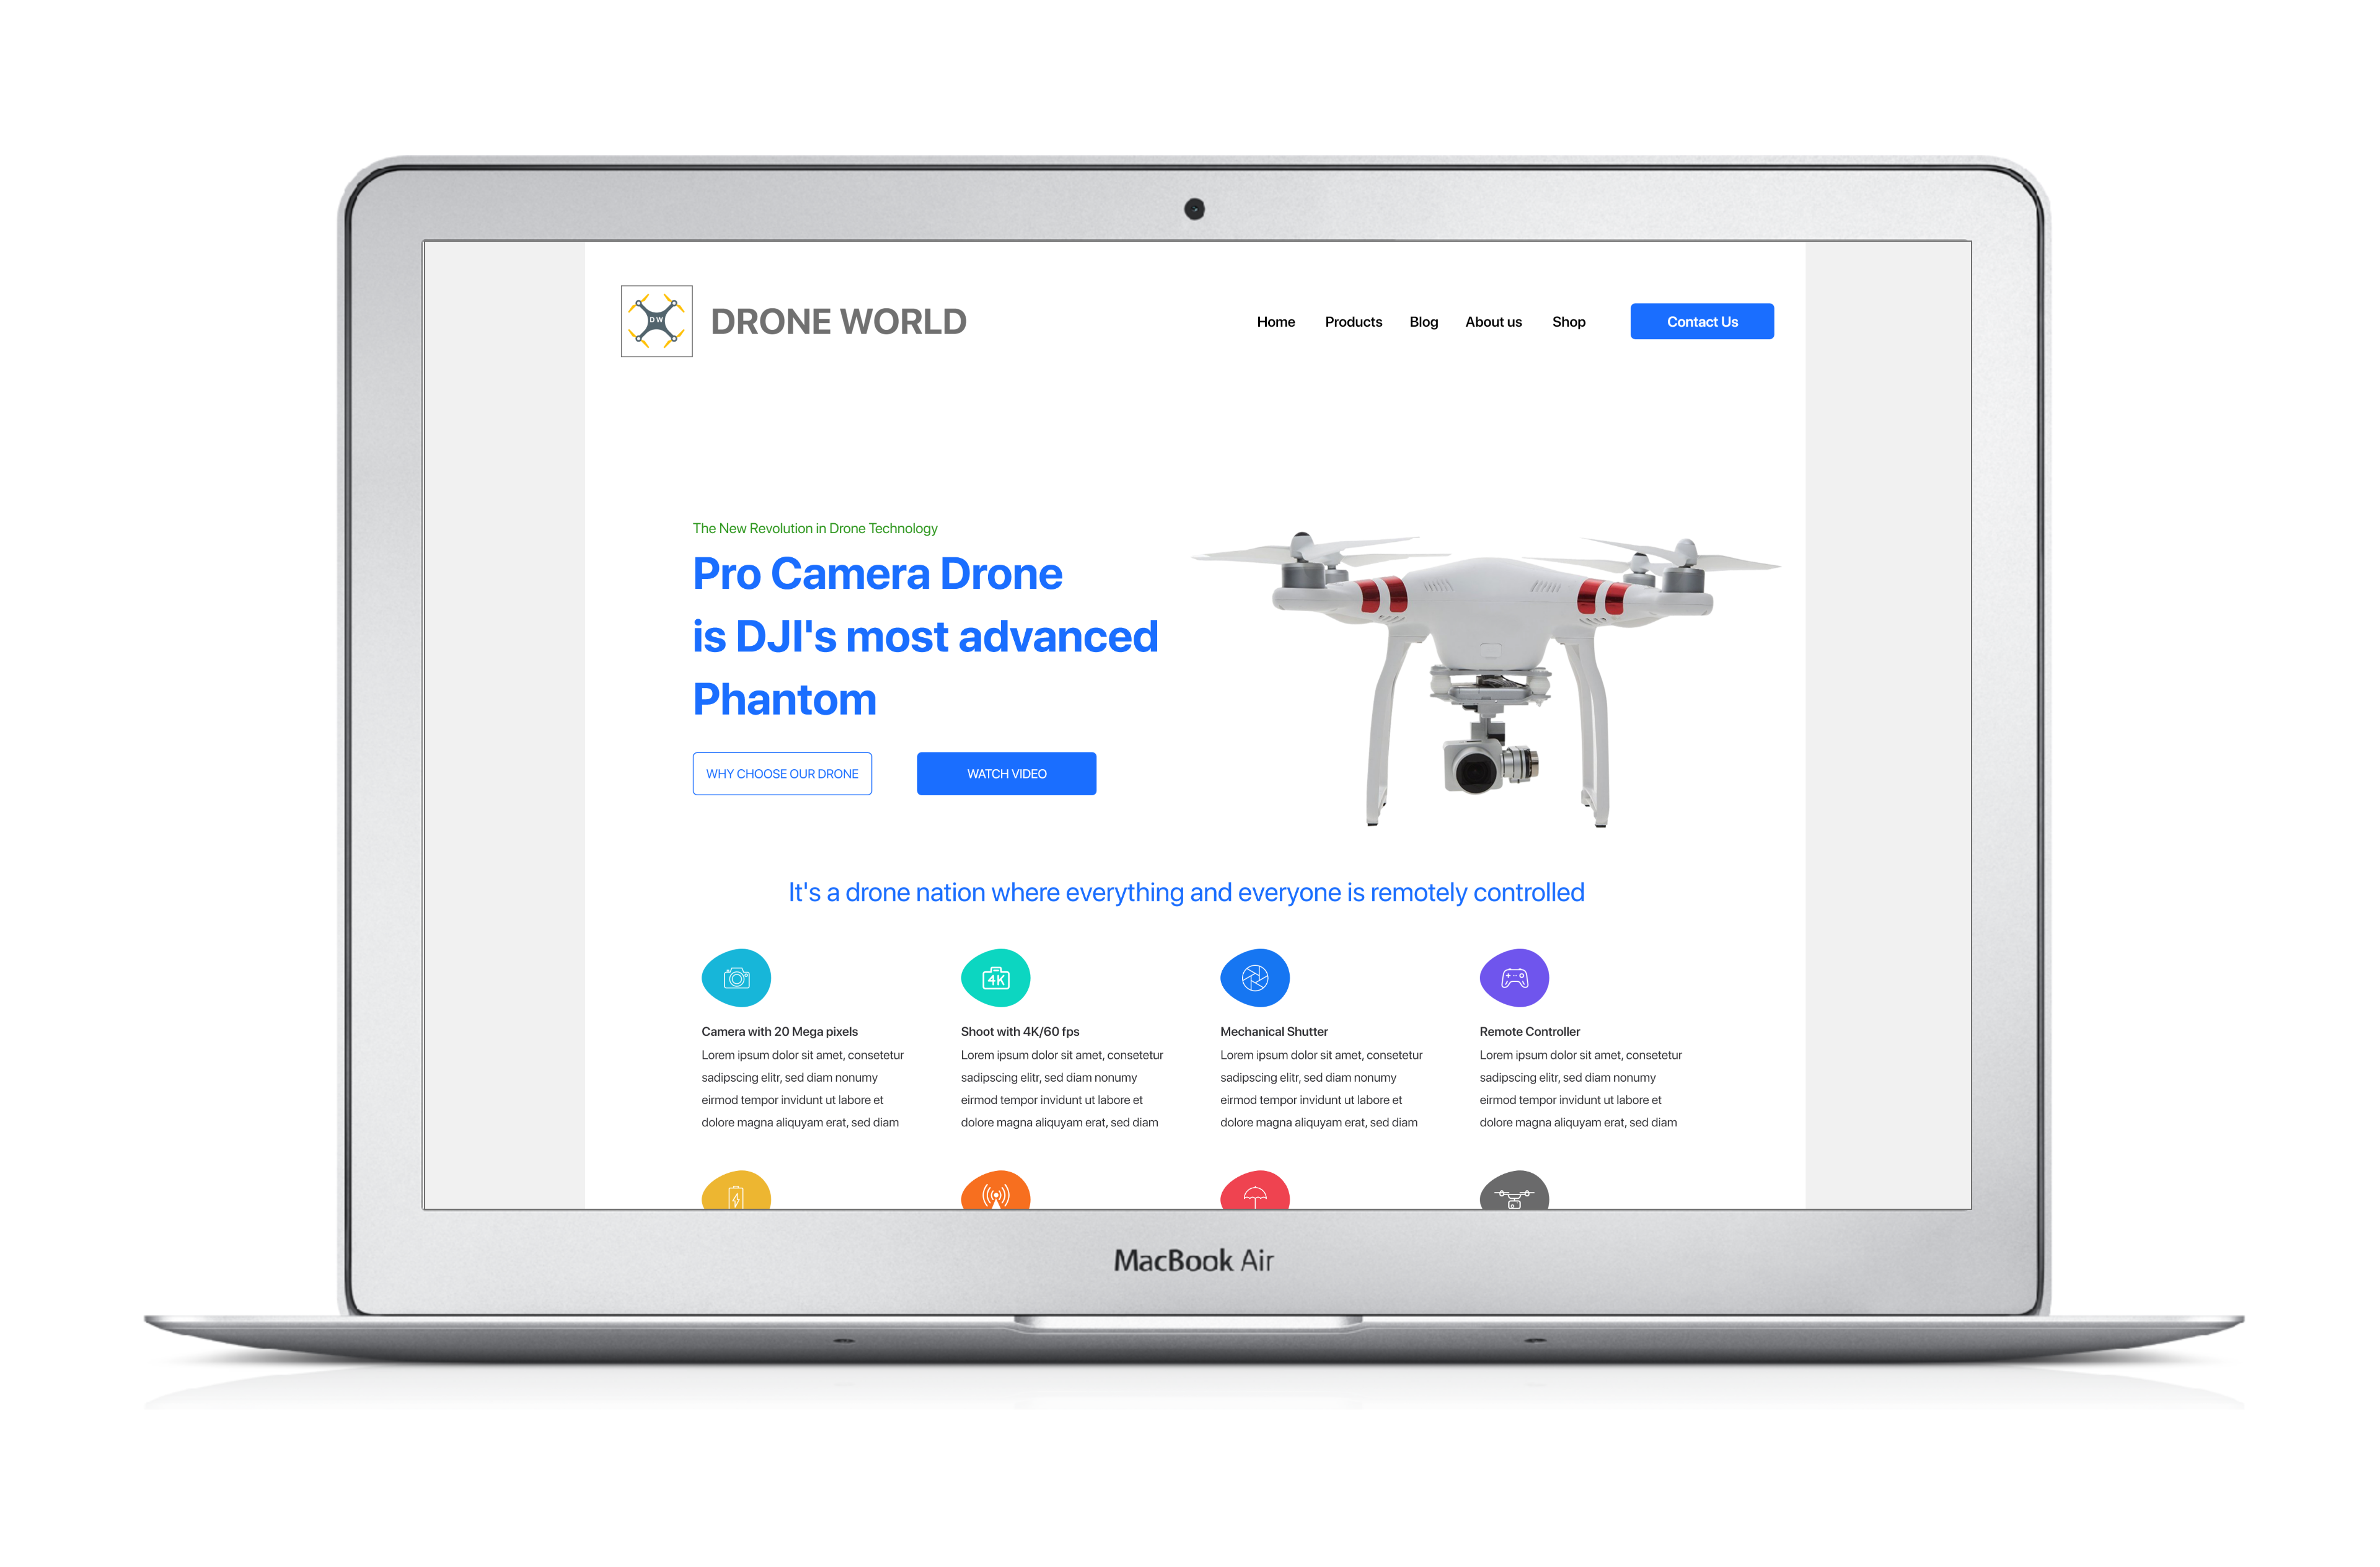 DW
DRONE WORLD
Home Products Blog About us Shop Contact Us
The New Revolution in Drone Technology
Pro Camera Drone
is DJI's most advanced
Phantom
WHY CHOOSE OUR DRONE WATCH VIDEO
It's a drone nation where everything and everyone is remotely controlled
4K
Camera with 20 Mega pixels
Lorem ipsum dolor sit amet, consetetur
sadipscing elitr, sed diam nonumy
eirmod tempor invidunt ut labore et
dolore magna aliquyam erat, sed diam
Shoot with 4K/60 fps
Lorem ipsum dolor sit amet, consetetur
sadipscing elitr, sed diam nonumy
eirmod tempor invidunt ut labore et
dolore magna aliquyam erat, sed diam
Mechanical Shutter
Lorem ipsum dolor sit amet, consetetur
sadipscing elitr, sed diam nonumy
eirmod tempor invidunt ut labore et
dolore magna aliquyam erat, sed diam
Remote Controller
Lorem ipsum dolor sit amet, consetetur
sadipscing elitr, sed diam nonumy
eirmod tempor invidunt ut labore et
dolore magna aliquyam erat, sed diam
MacBook Air